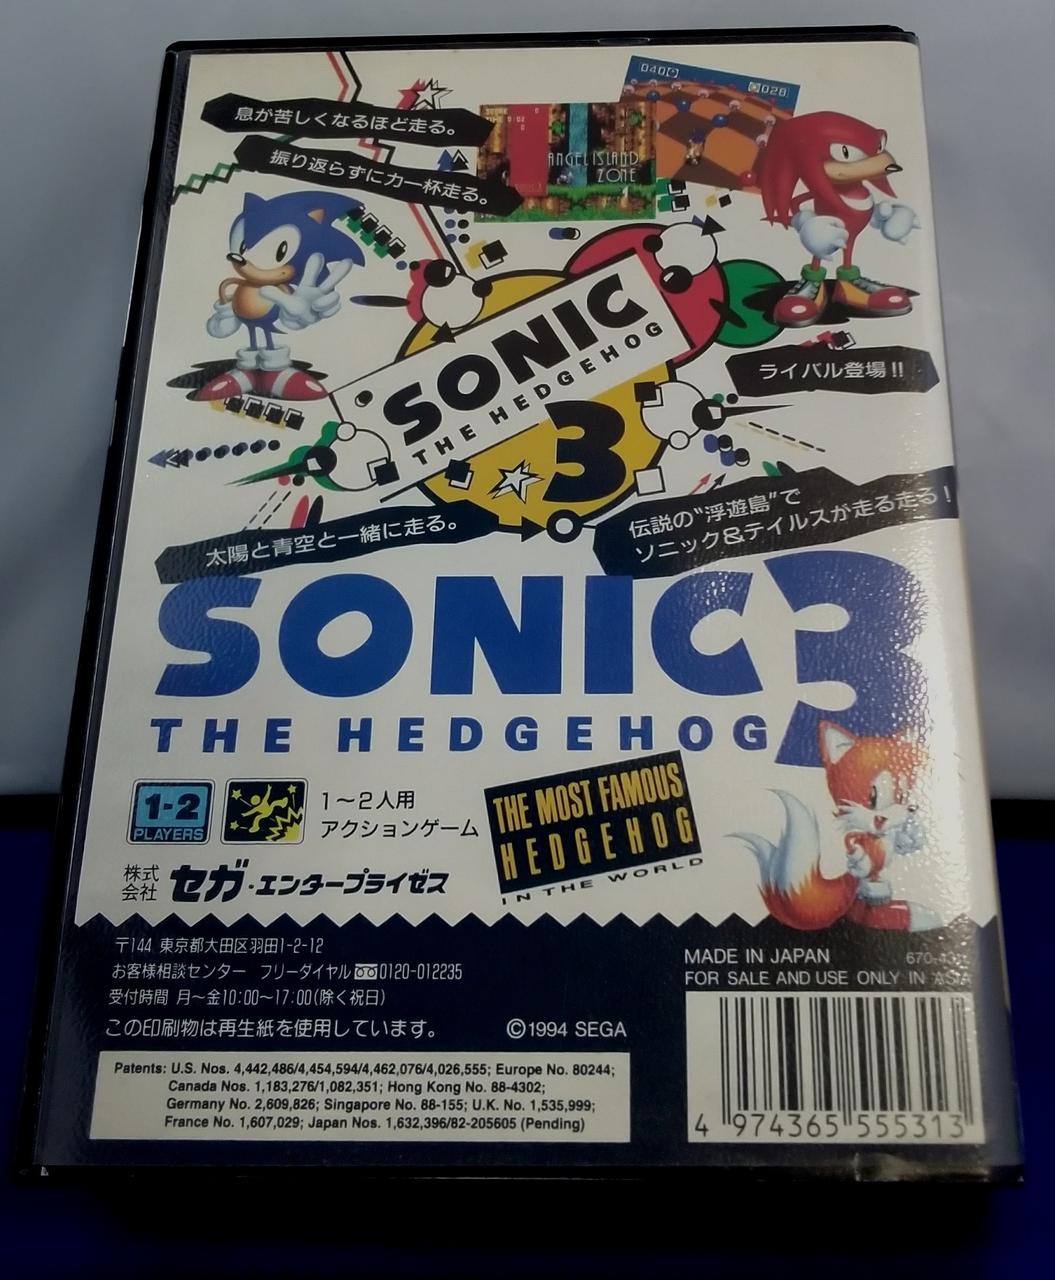 息が苦しくなるほど走る。
振り返らずに力一杯走る。
040
028
ANGEL ISLAND
ZONE
SONIC
THE HEDGEHOG
3
ライバル登場!!
太陽と青空と一緒に走る。
伝説の“浮遊島”で
ソニック&テイルスが走る走る!
SONIC 3
THE HEDGEHOG
1-2
PLAYERS
1〜2人用
アクションゲーム
THE MOST FAMOUS
HEDGEHOG
IN THE WORLD
株式会社 セガ・エンタープライゼス
〒144 東京都大田区羽田1-2-12
お客様相談センター フリーダイヤル 0120-012235
受付時間 月〜金10:00〜17:00(除く祝日)
この印刷物は再生紙を使用しています。
©1994 SEGA
MADE IN JAPAN
FOR SALE AND USE ONLY IN ASIA
Patents: U.S. Nos. 4,442,486/4,454,594/4,462,076/4,026,555; Europe No. 80244;
Canada Nos. 1,183,276/1,082,351; Hong Kong No. 88-4302;
Germany No. 2,609,826; Singapore No. 88-155; U.K. No. 1,535,999;
France No. 1,607,029; Japan Nos. 1,632,396/82-205605 (Pending)
4 974365 555313